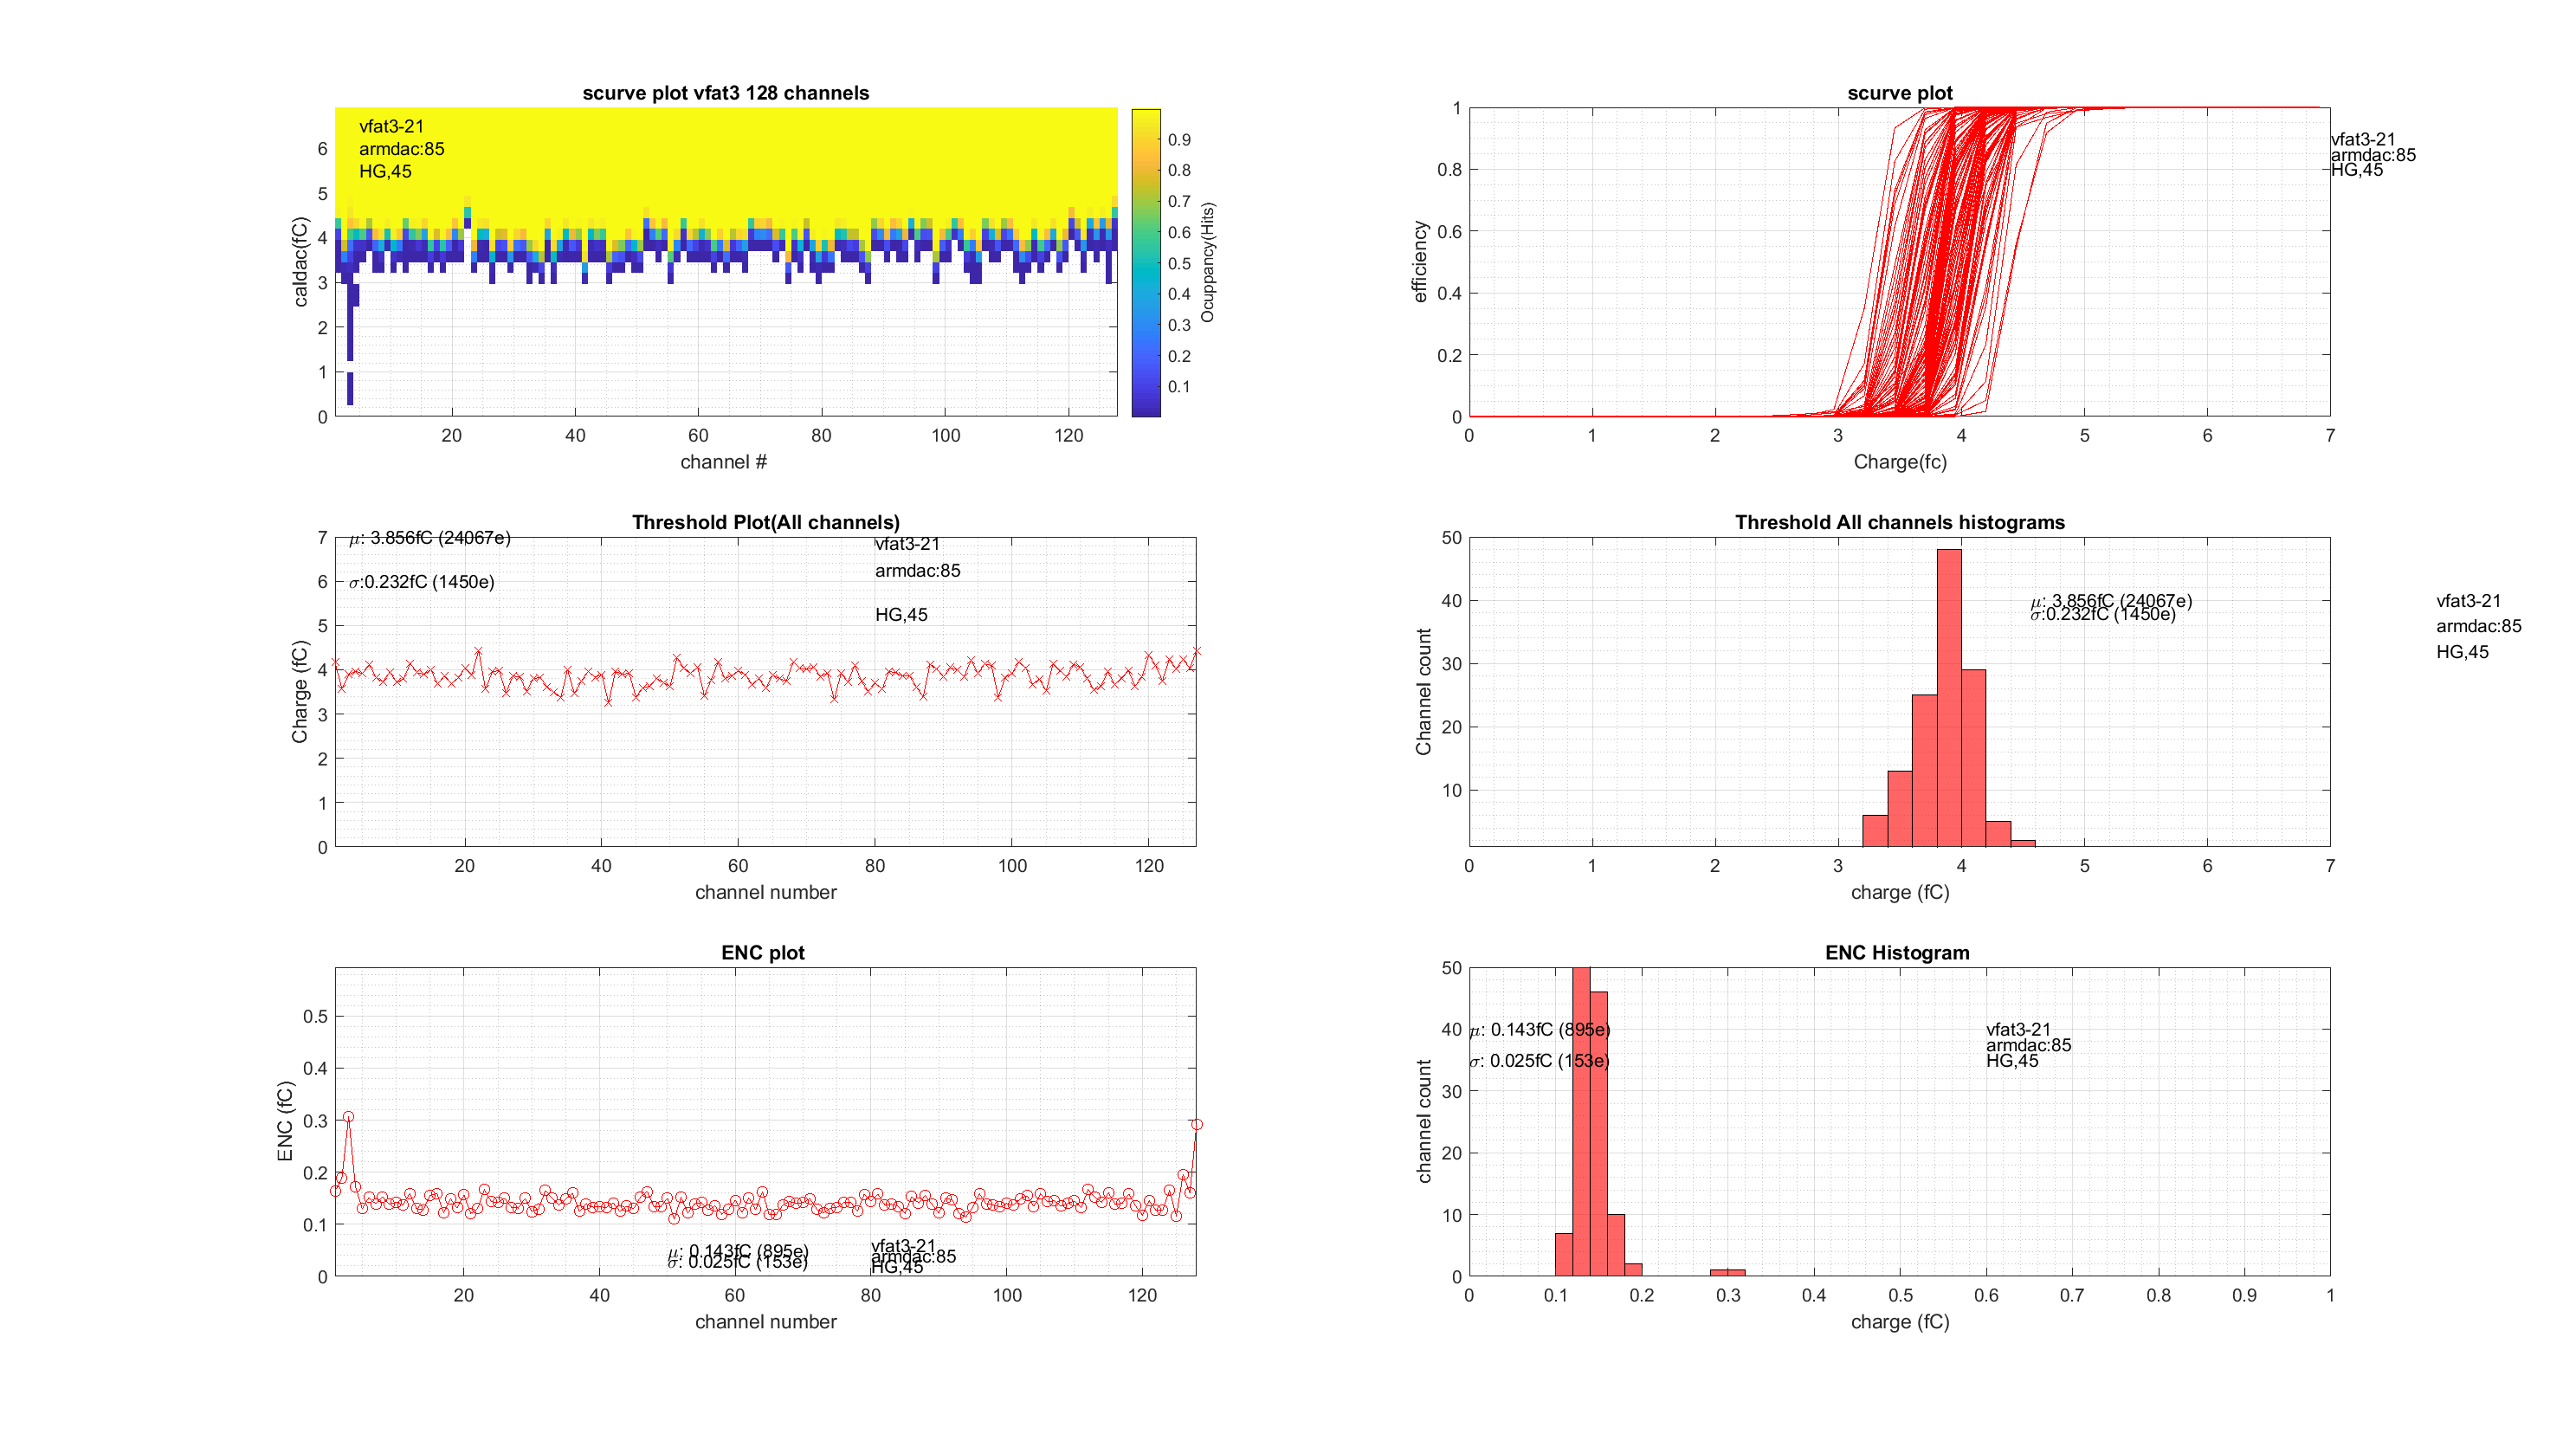 scurve plot vfat3 128 channels
vfat3-21
armdac:85
HG,45
caldac(fC)
6
5
4
3
2
1
0
20 40 60 80 100 120
channel #
0.9
0.8
0.7
0.6
0.5
0.4
0.3
0.2
0.1
Ocuppancy(Hits)
scurve plot
efficiency
1
0.8
0.6
0.4
0.2
0
0 1 2 3 4 5 6 7
Charge(fc)
vfat3-21
armdac:85
HG,45
Threshold Plot(All channels)
μ: 3.856fC (24067e)
σ:0.232fC (1450e)
vfat3-21
armdac:85
HG,45
Charge (fC)
7
6
5
4
3
2
1
0
20 40 60 80 100 120
channel number
Threshold All channels histograms
μ: 3.856fC (24067e)
σ:0.232fC (1450e)
vfat3-21
armdac:85
HG,45
Channel count
50
40
30
20
10
0 1 2 3 4 5 6 7
charge (fC)
ENC plot
ENC (fC)
0.5
0.4
0.3
0.2
0.1
0
μ: 0.143fC (895e)
σ: 0.025fC (153e)
vfat3-21
armdac:85
HG,45
20 40 60 80 100 120
channel number
ENC Histogram
channel count
50
40
30
20
10
0
μ: 0.143fC (895e)
σ: 0.025fC (153e)
vfat3-21
armdac:85
HG,45
0 0.1 0.2 0.3 0.4 0.5 0.6 0.7 0.8 0.9 1
charge (fC)